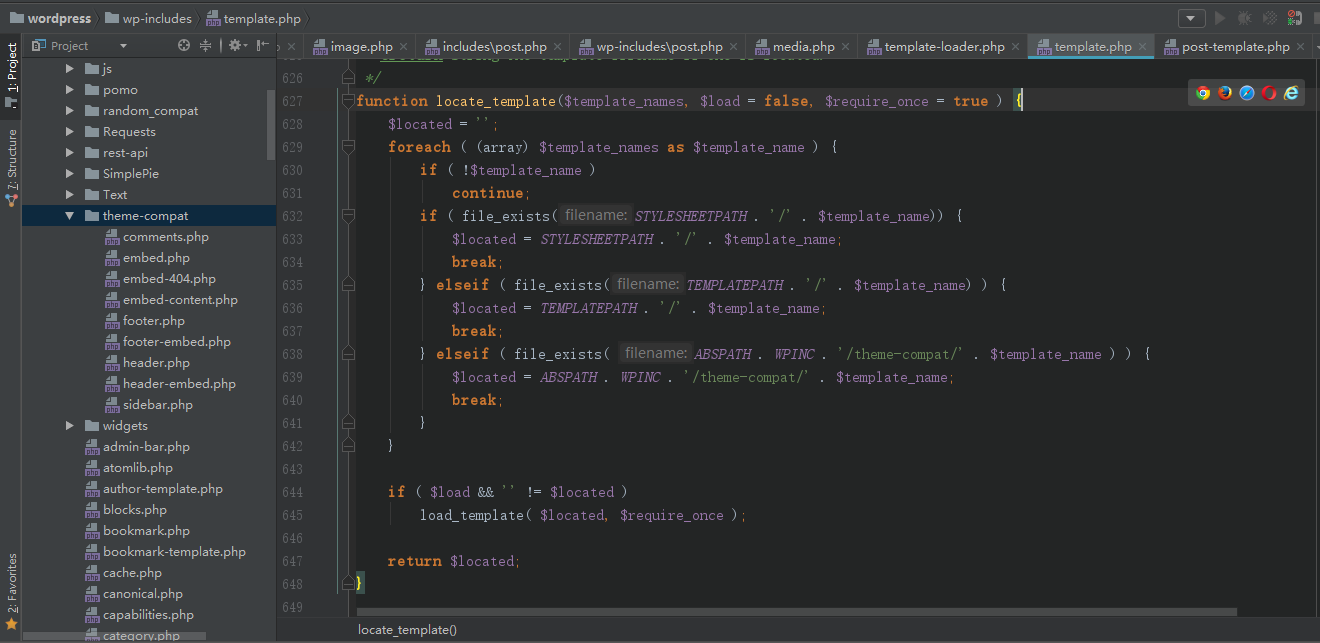 wordpress wp-includes template.php
1: Project
7: Structure
2: Favorites
Project
image.php includes\post.php wp-includes\post.php media.php template-loader.php template.php post-template.php
js
pomo
random_compat
Requests
rest-api
SimplePie
Text
theme-compat
comments.php
embed.php
embed-404.php
embed-content.php
footer.php
footer-embed.php
header.php
header-embed.php
sidebar.php
widgets
admin-bar.php
atomlib.php
author-template.php
blocks.php
bookmark.php
bookmark-template.php
cache.php
canonical.php
capabilities.php
category.php
626 */
627 function locate_template($template_names, $load = false, $require_once = true ) {
628 $located = '';
629 foreach ( (array) $template_names as $template_name ) {
630 if ( !$template_name )
631 continue;
632 if ( file_exists( filename: STYLESHEETPATH . '/' . $template_name)) {
633 $located = STYLESHEETPATH . '/' . $template_name;
634 break;
635 } elseif ( file_exists( filename: TEMPLATEPATH . '/' . $template_name) ) {
636 $located = TEMPLATEPATH . '/' . $template_name;
637 break;
638 } elseif ( file_exists( filename: ABSPATH . WPINC . '/theme-compat/' . $template_name ) ) {
639 $located = ABSPATH . WPINC . '/theme-compat/' . $template_name;
640 break;
641 }
642 }
643
644 if ( $load && '' != $located )
645 load_template( $located, $require_once );
646
647 return $located;
648 }
649
locate_template()